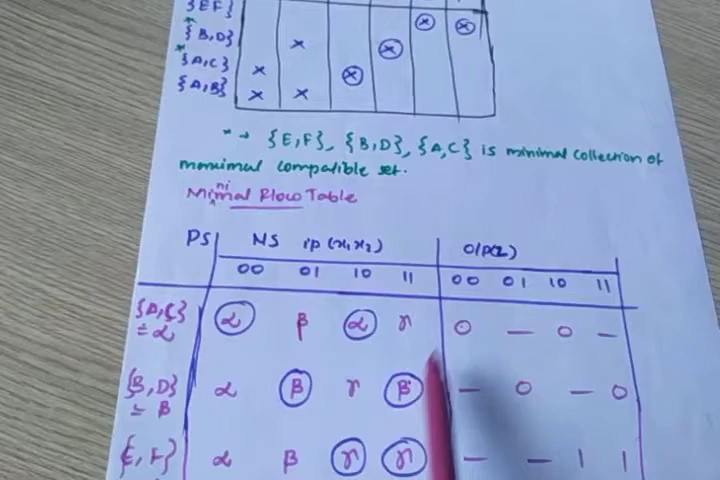 {EF}
* {B,D} × ⊗
* {A,C} × ⊗
{A,B} × ×
* → {E,F}, {B,D}, {A,C} is minimal collection of
maximal compatible set.
Minimal Flow Table
PS NS ip (x1x2) O/P(Z)
00 01 10 11 00 01 10 11
{A,C} ≐ α α β α γ 0 — 0 —
{B,D} ≐ β α β γ β — 0 — 0
{E,F} α β γ γ — — 1 1